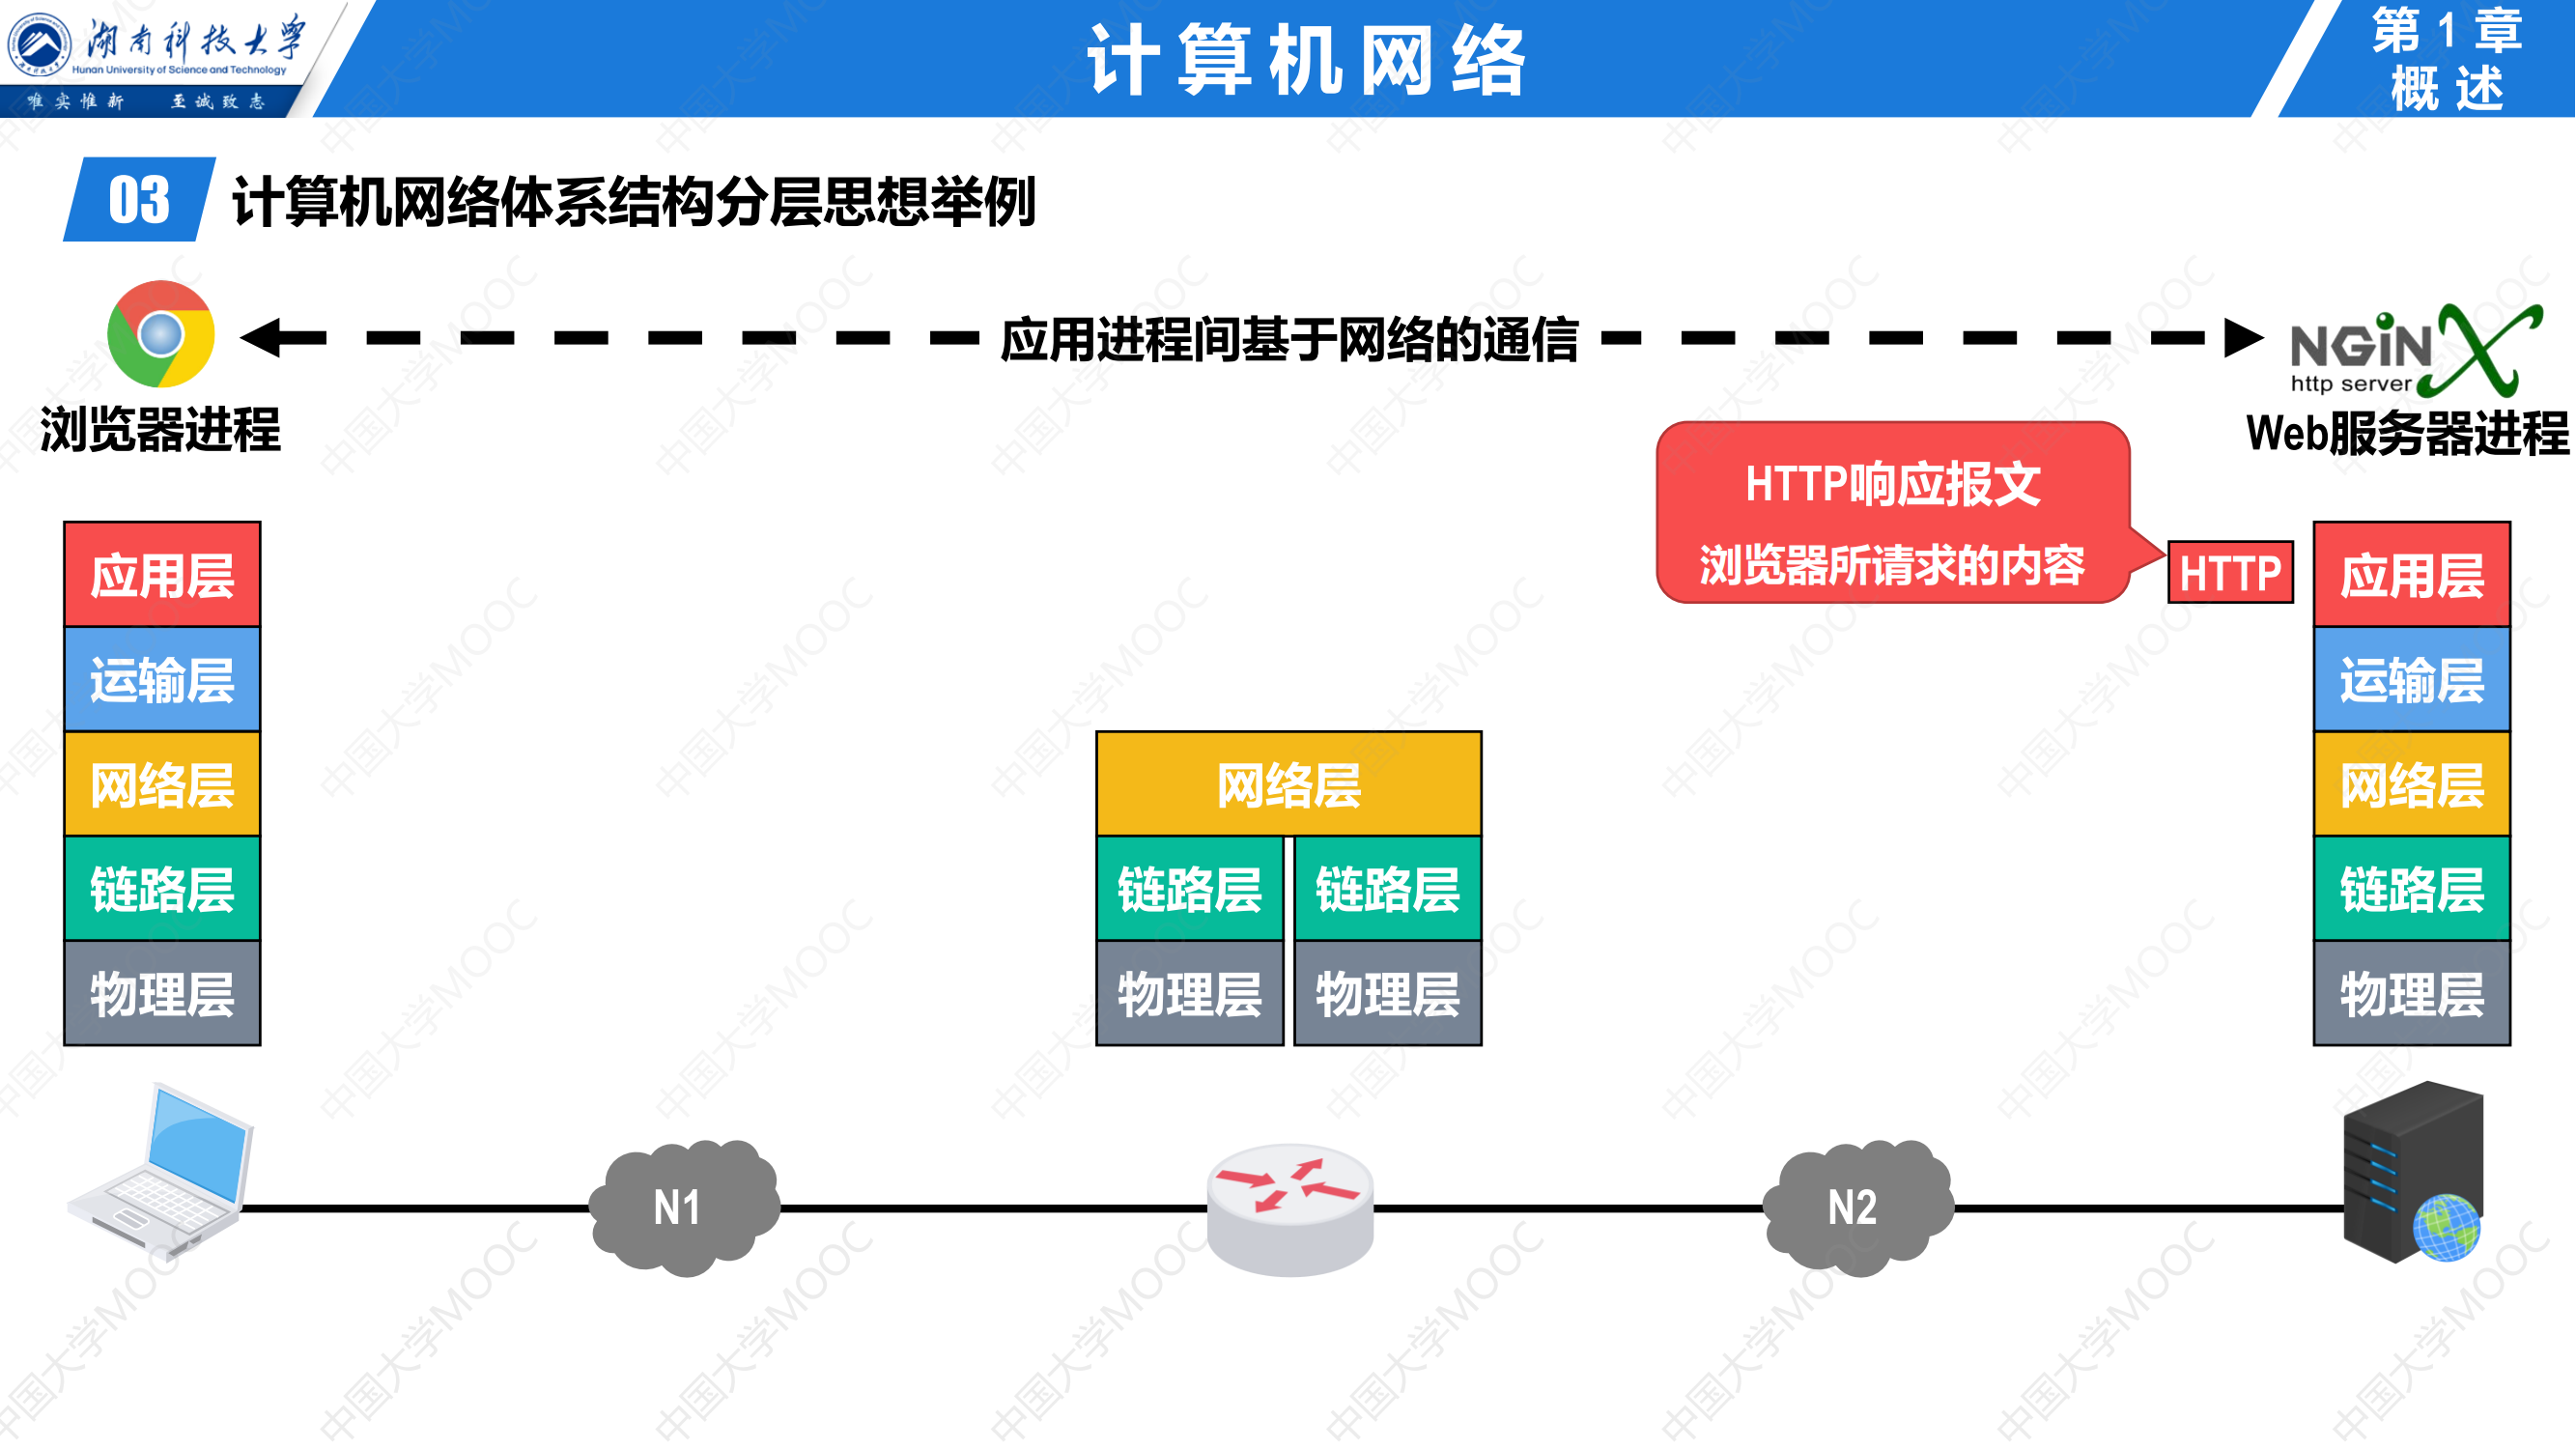 湖南科技大学
Hunan University of Science and Technology
唯实惟新 至诚致志
计算机网络
第1章
概述
03 计算机网络体系结构分层思想举例
应用进程间基于网络的通信
NGiNX
http server
浏览器进程
Web服务器进程
HTTP响应报文
浏览器所请求的内容
HTTP
应用层
运输层
网络层
链路层
物理层
网络层
链路层 链路层
物理层 物理层
应用层
运输层
网络层
链路层
物理层
N1
N2
中国大学MOOC